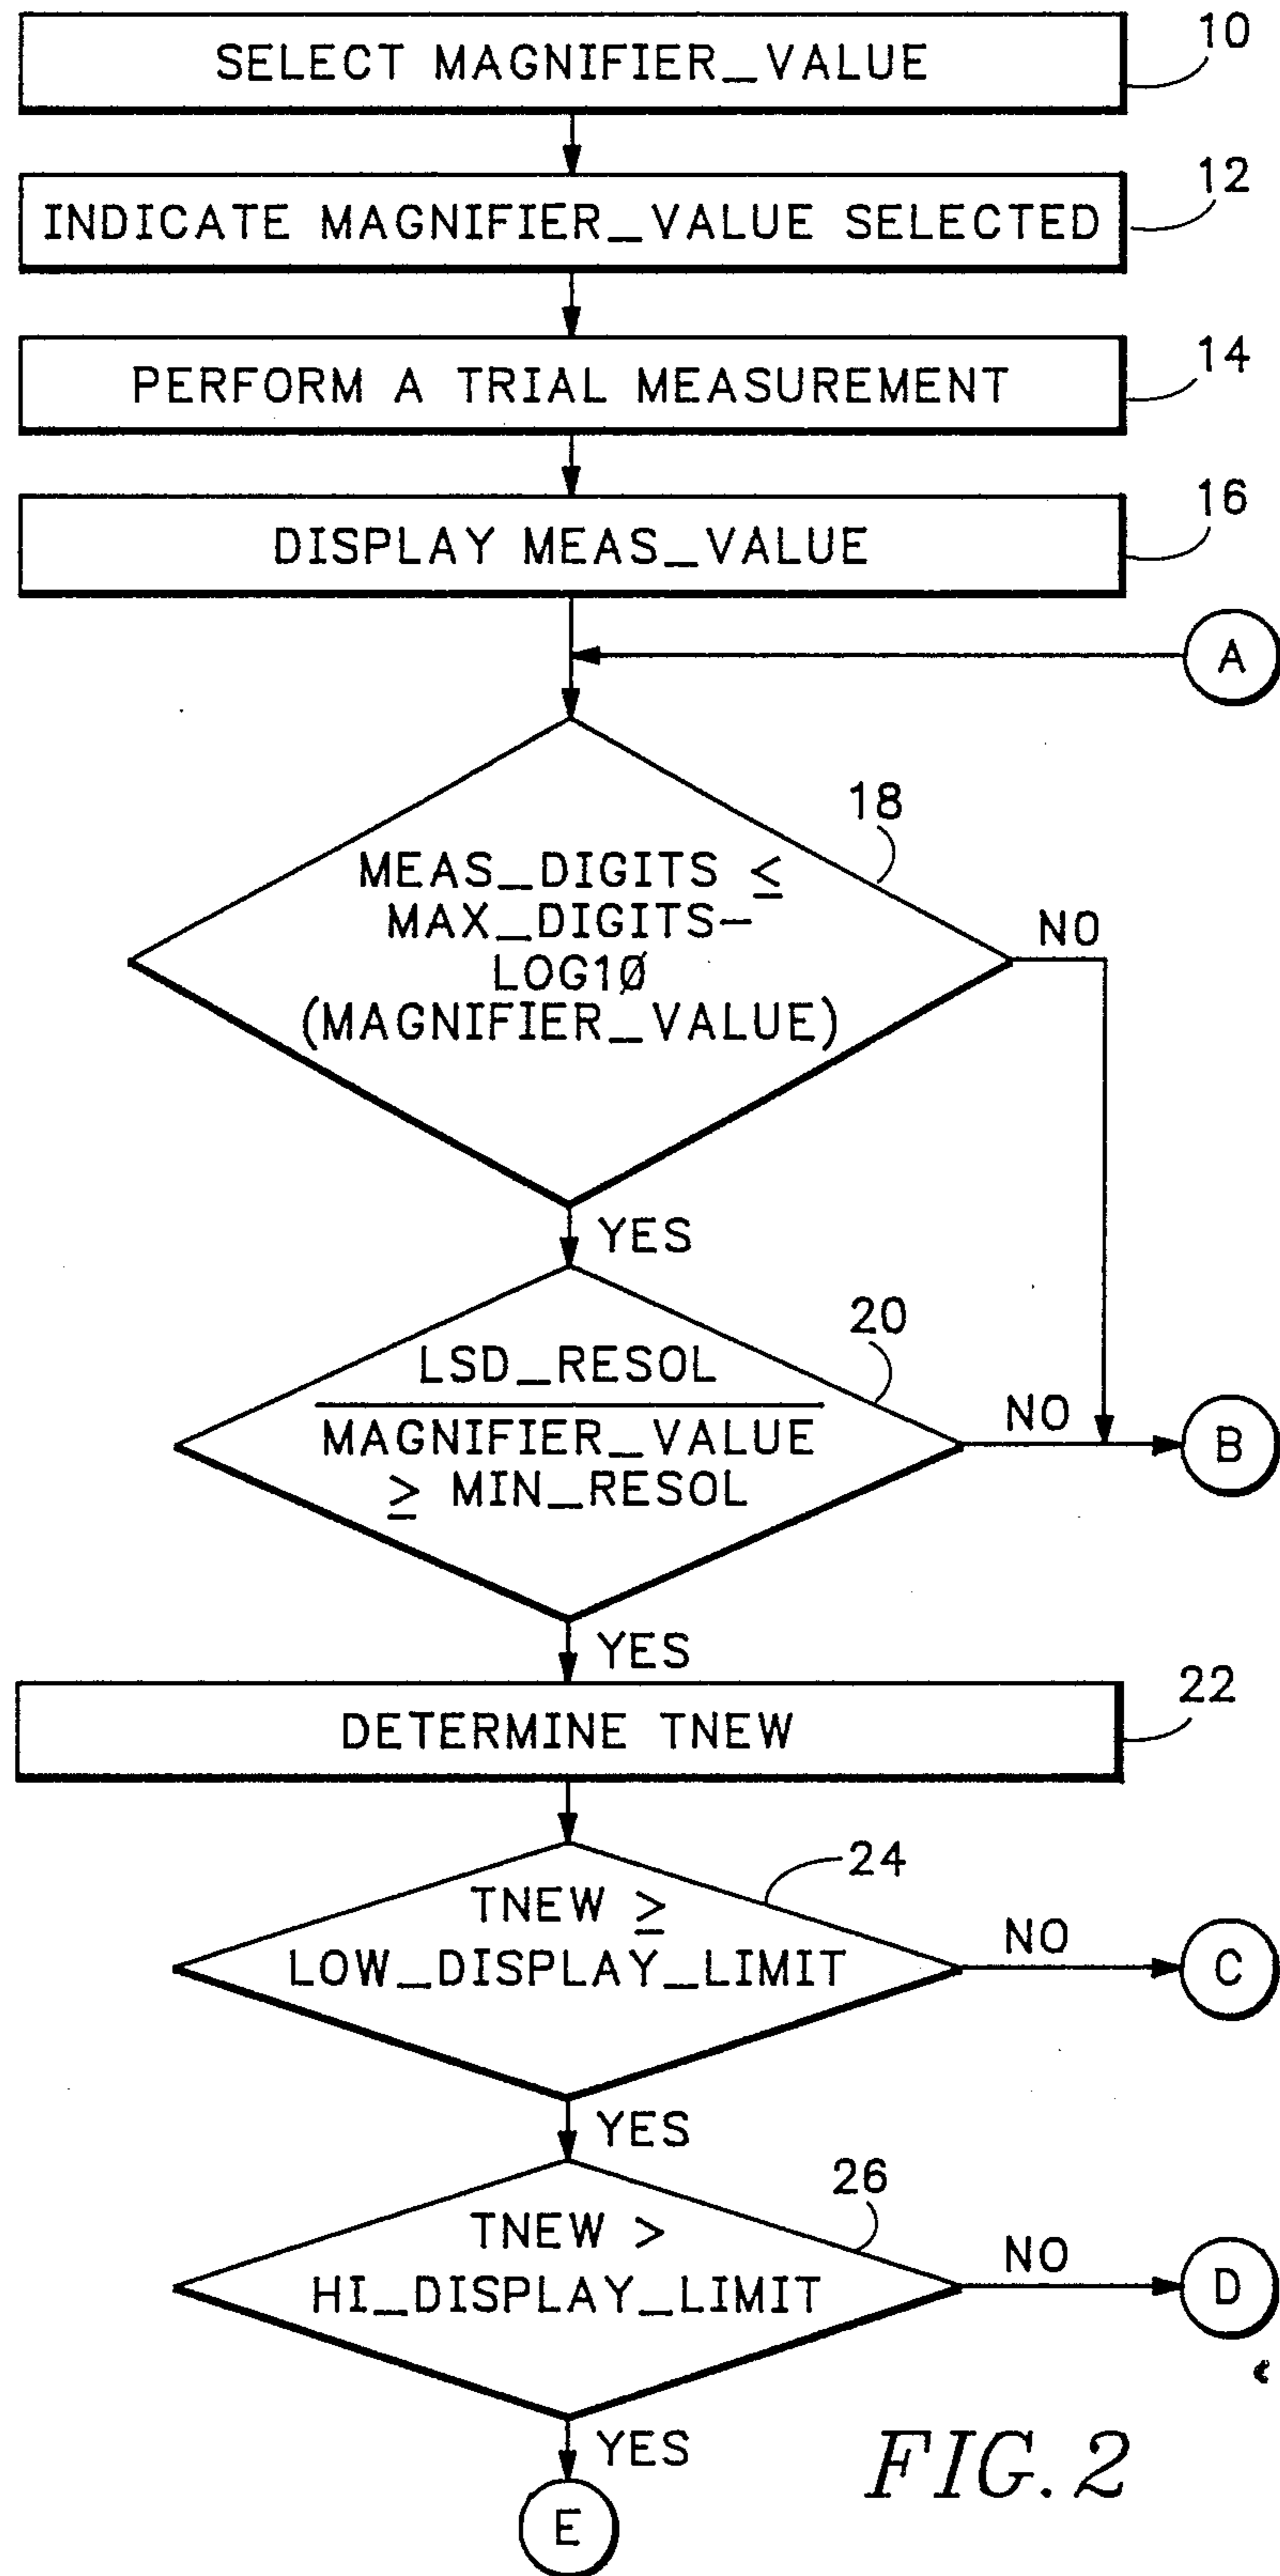 SELECT MAGNIFIER_VALUE
10
INDICATE MAGNIFIER_VALUE SELECTED
12
PERFORM A TRIAL MEASUREMENT
14
DISPLAY MEAS_VALUE
16
A
18
MEAS_DIGITS ≤
MAX_DIGITS-
LOG1Ø
(MAGNIFIER_VALUE)
NO
YES
20
LSD_RESOL
MAGNIFIER_VALUE
≥ MIN_RESOL
NO
B
YES
DETERMINE TNEW
22
24
TNEW ≥
LOW_DISPLAY_LIMIT
NO
C
YES
26
TNEW >
HI_DISPLAY_LIMIT
NO
D
YES
E
FIG. 2